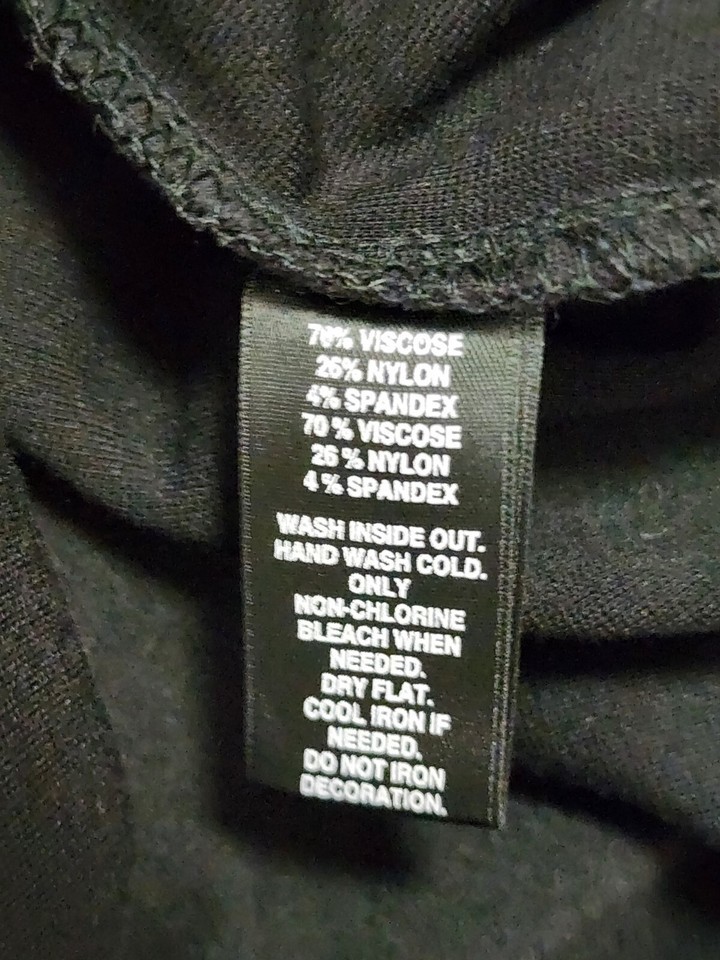 70% VISCOSE
26% NYLON
4% SPANDEX
70 % VISCOSE
26 % NYLON
4 % SPANDEX
WASH INSIDE OUT.
HAND WASH COLD.
ONLY
NON-CHLORINE
BLEACH WHEN
NEEDED.
DRY FLAT.
COOL IRON IF
NEEDED.
DO NOT IRON
DECORATION.